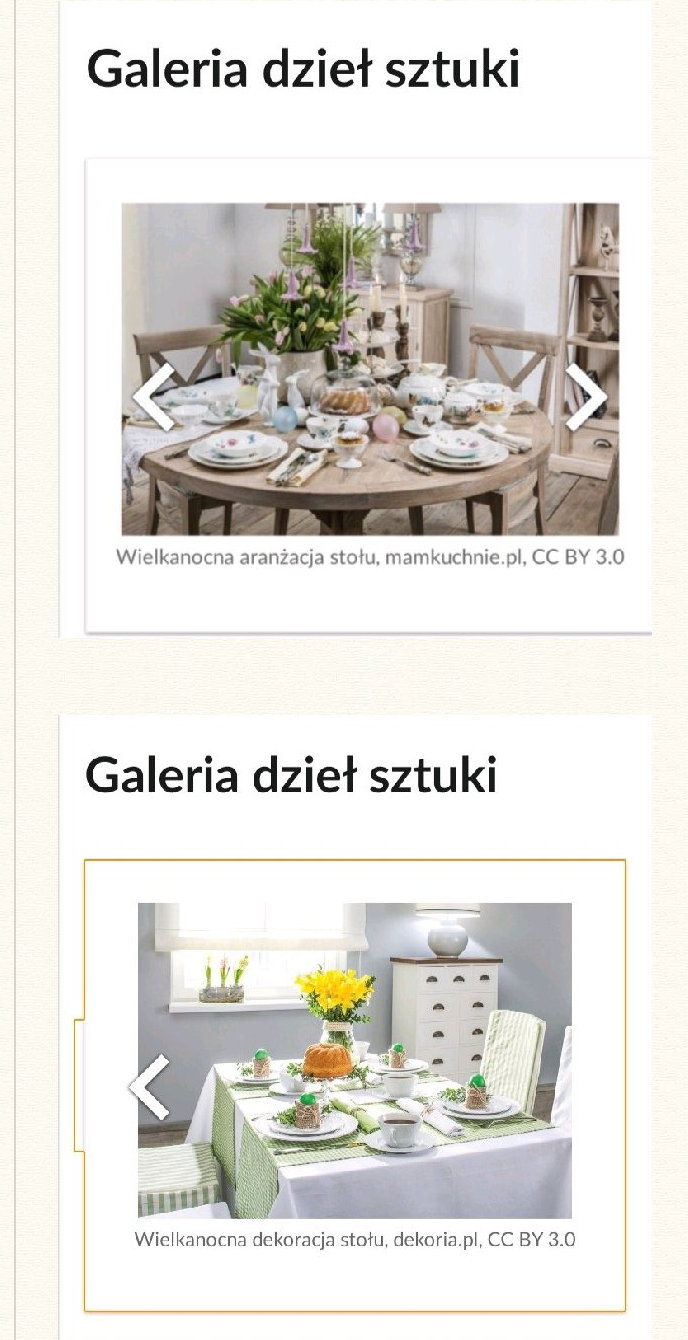 Galeria dzieł sztuki
Wielkanocna aranżacja stołu, mamkuchnie.pl, CC BY 3.0
Galeria dzieł sztuki
Wielkanocna dekoracja stołu, dekoria.pl, CC BY 3.0